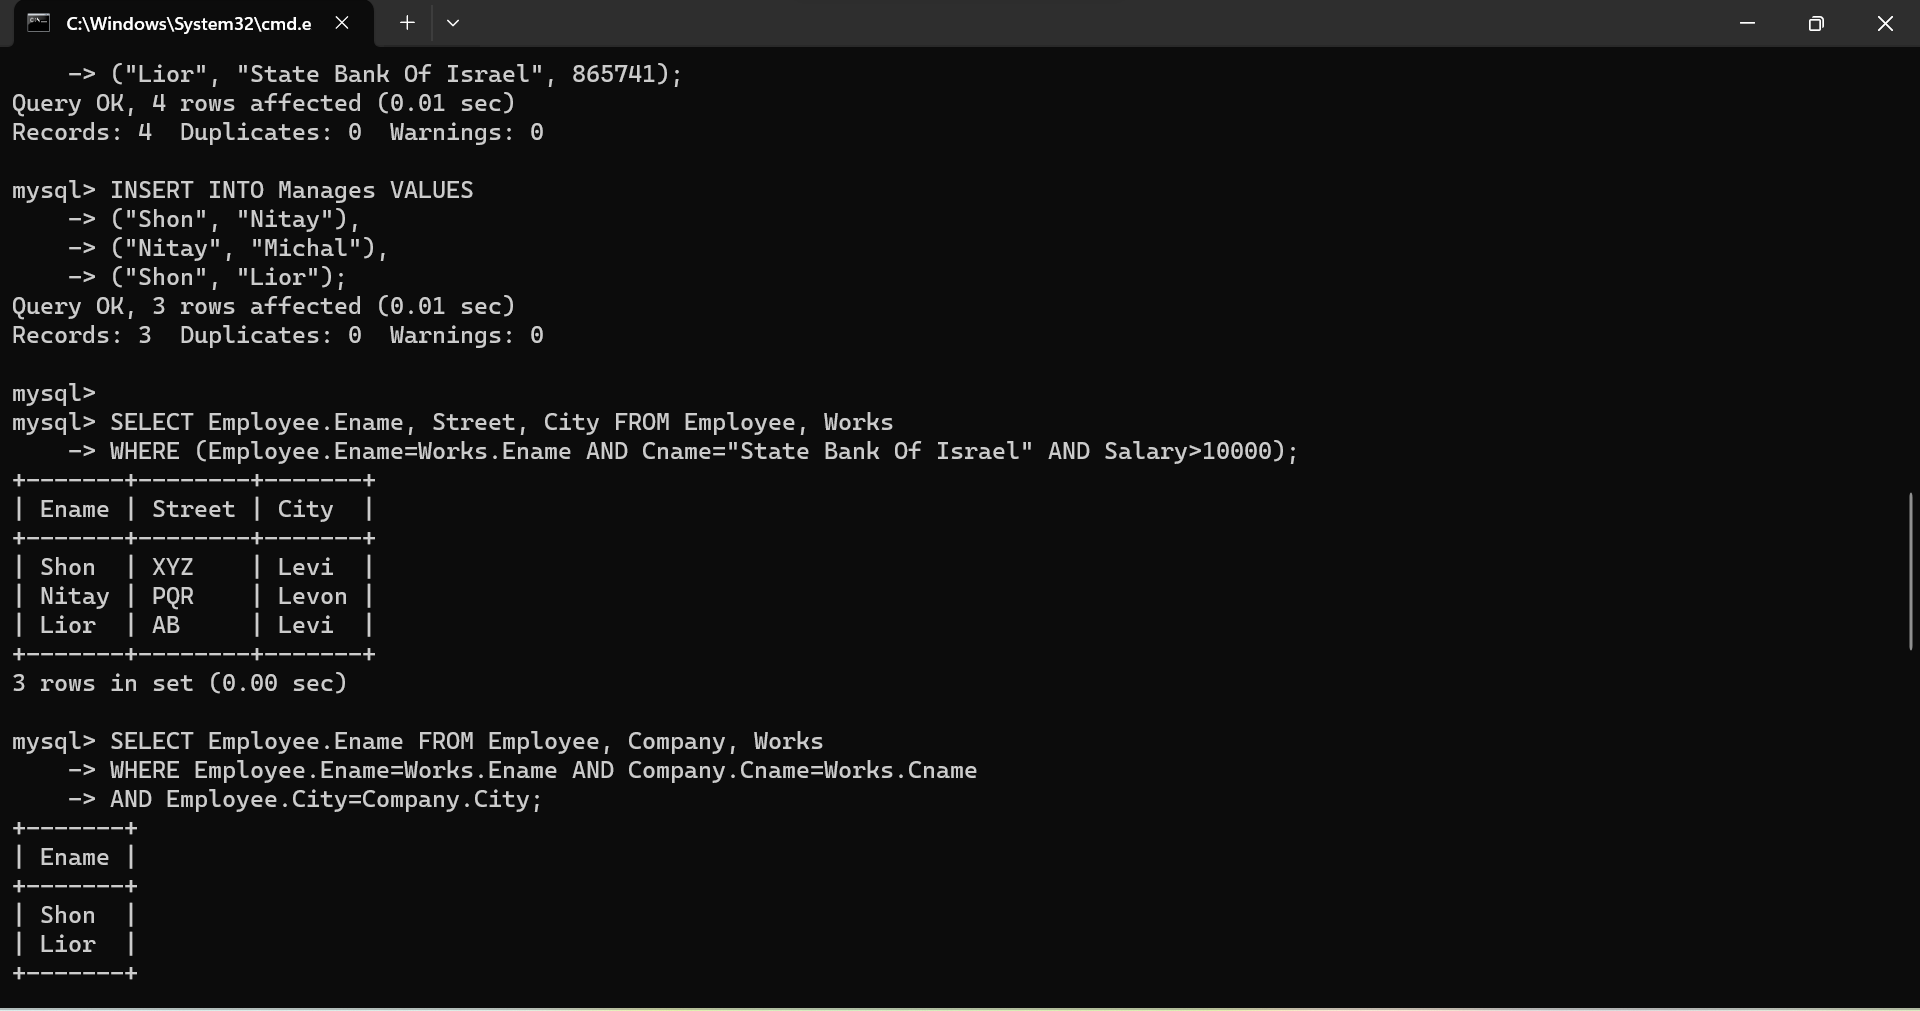 C:\Windows\System32\cmd.e
    -> ("Lior", "State Bank Of Israel", 865741);
Query OK, 4 rows affected (0.01 sec)
Records: 4  Duplicates: 0  Warnings: 0
mysql> INSERT INTO Manages VALUES
    -> ("Shon", "Nitay"),
    -> ("Nitay", "Michal"),
    -> ("Shon", "Lior");
Query OK, 3 rows affected (0.01 sec)
Records: 3  Duplicates: 0  Warnings: 0
mysql>
mysql> SELECT Employee.Ename, Street, City FROM Employee, Works
    -> WHERE (Employee.Ename=Works.Ename AND Cname="State Bank Of Israel" AND Salary>10000);
+-------+--------+-------+
| Ename | Street | City  |
+-------+--------+-------+
| Shon  | XYZ    | Levi  |
| Nitay | PQR    | Levon |
| Lior  | AB     | Levi  |
+-------+--------+-------+
3 rows in set (0.00 sec)
mysql> SELECT Employee.Ename FROM Employee, Company, Works
    -> WHERE Employee.Ename=Works.Ename AND Company.Cname=Works.Cname
    -> AND Employee.City=Company.City;
+-------+
| Ename |
+-------+
| Shon  |
| Lior  |
+-------+